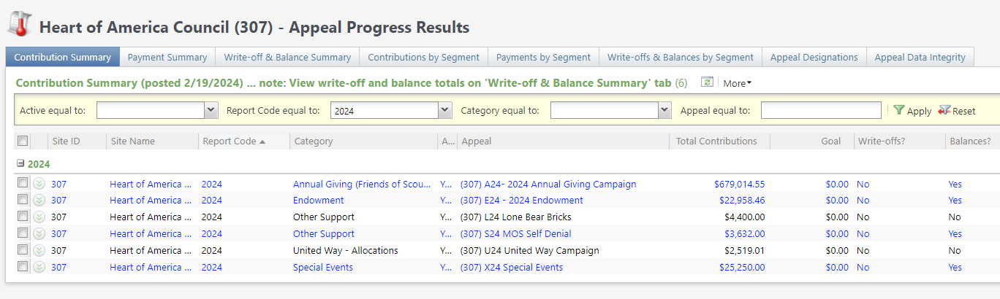 Heart of America Council (307) - Appeal Progress Results
Contribution Summary Payment Summary Write-off & Balance Summary Contributions by Segment Payments by Segment Write-offs & Balances by Segment Appeal Designations Appeal Data Integrity
Contribution Summary (posted 2/19/2024) ... note: View write-off and balance totals on 'Write-off & Balance Summary' tab (6) More
Active equal to: Report Code equal to: 2024 Category equal to: Appeal equal to: Apply Reset
Site ID Site Name Report Code Category A... Appeal Total Contributions Goal Write-offs? Balances?
2024
307 Heart of America ... 2024 Annual Giving (Friends of Scou... Y... (307) A24- 2024 Annual Giving Campaign $679,014.55 $0.00 No Yes
307 Heart of America ... 2024 Endowment Y... (307) E24 - 2024 Endowment $22,958.46 $0.00 No Yes
307 Heart of America ... 2024 Other Support Y... (307) L24 Lone Bear Bricks $4,400.00 $0.00 No No
307 Heart of America ... 2024 Other Support Y... (307) S24 MOS Self Denial $3,632.00 $0.00 No Yes
307 Heart of America ... 2024 United Way - Allocations Y... (307) U24 United Way Campaign $2,519.01 $0.00 No No
307 Heart of America ... 2024 Special Events Y... (307) X24 Special Events $25,250.00 $0.00 No Yes